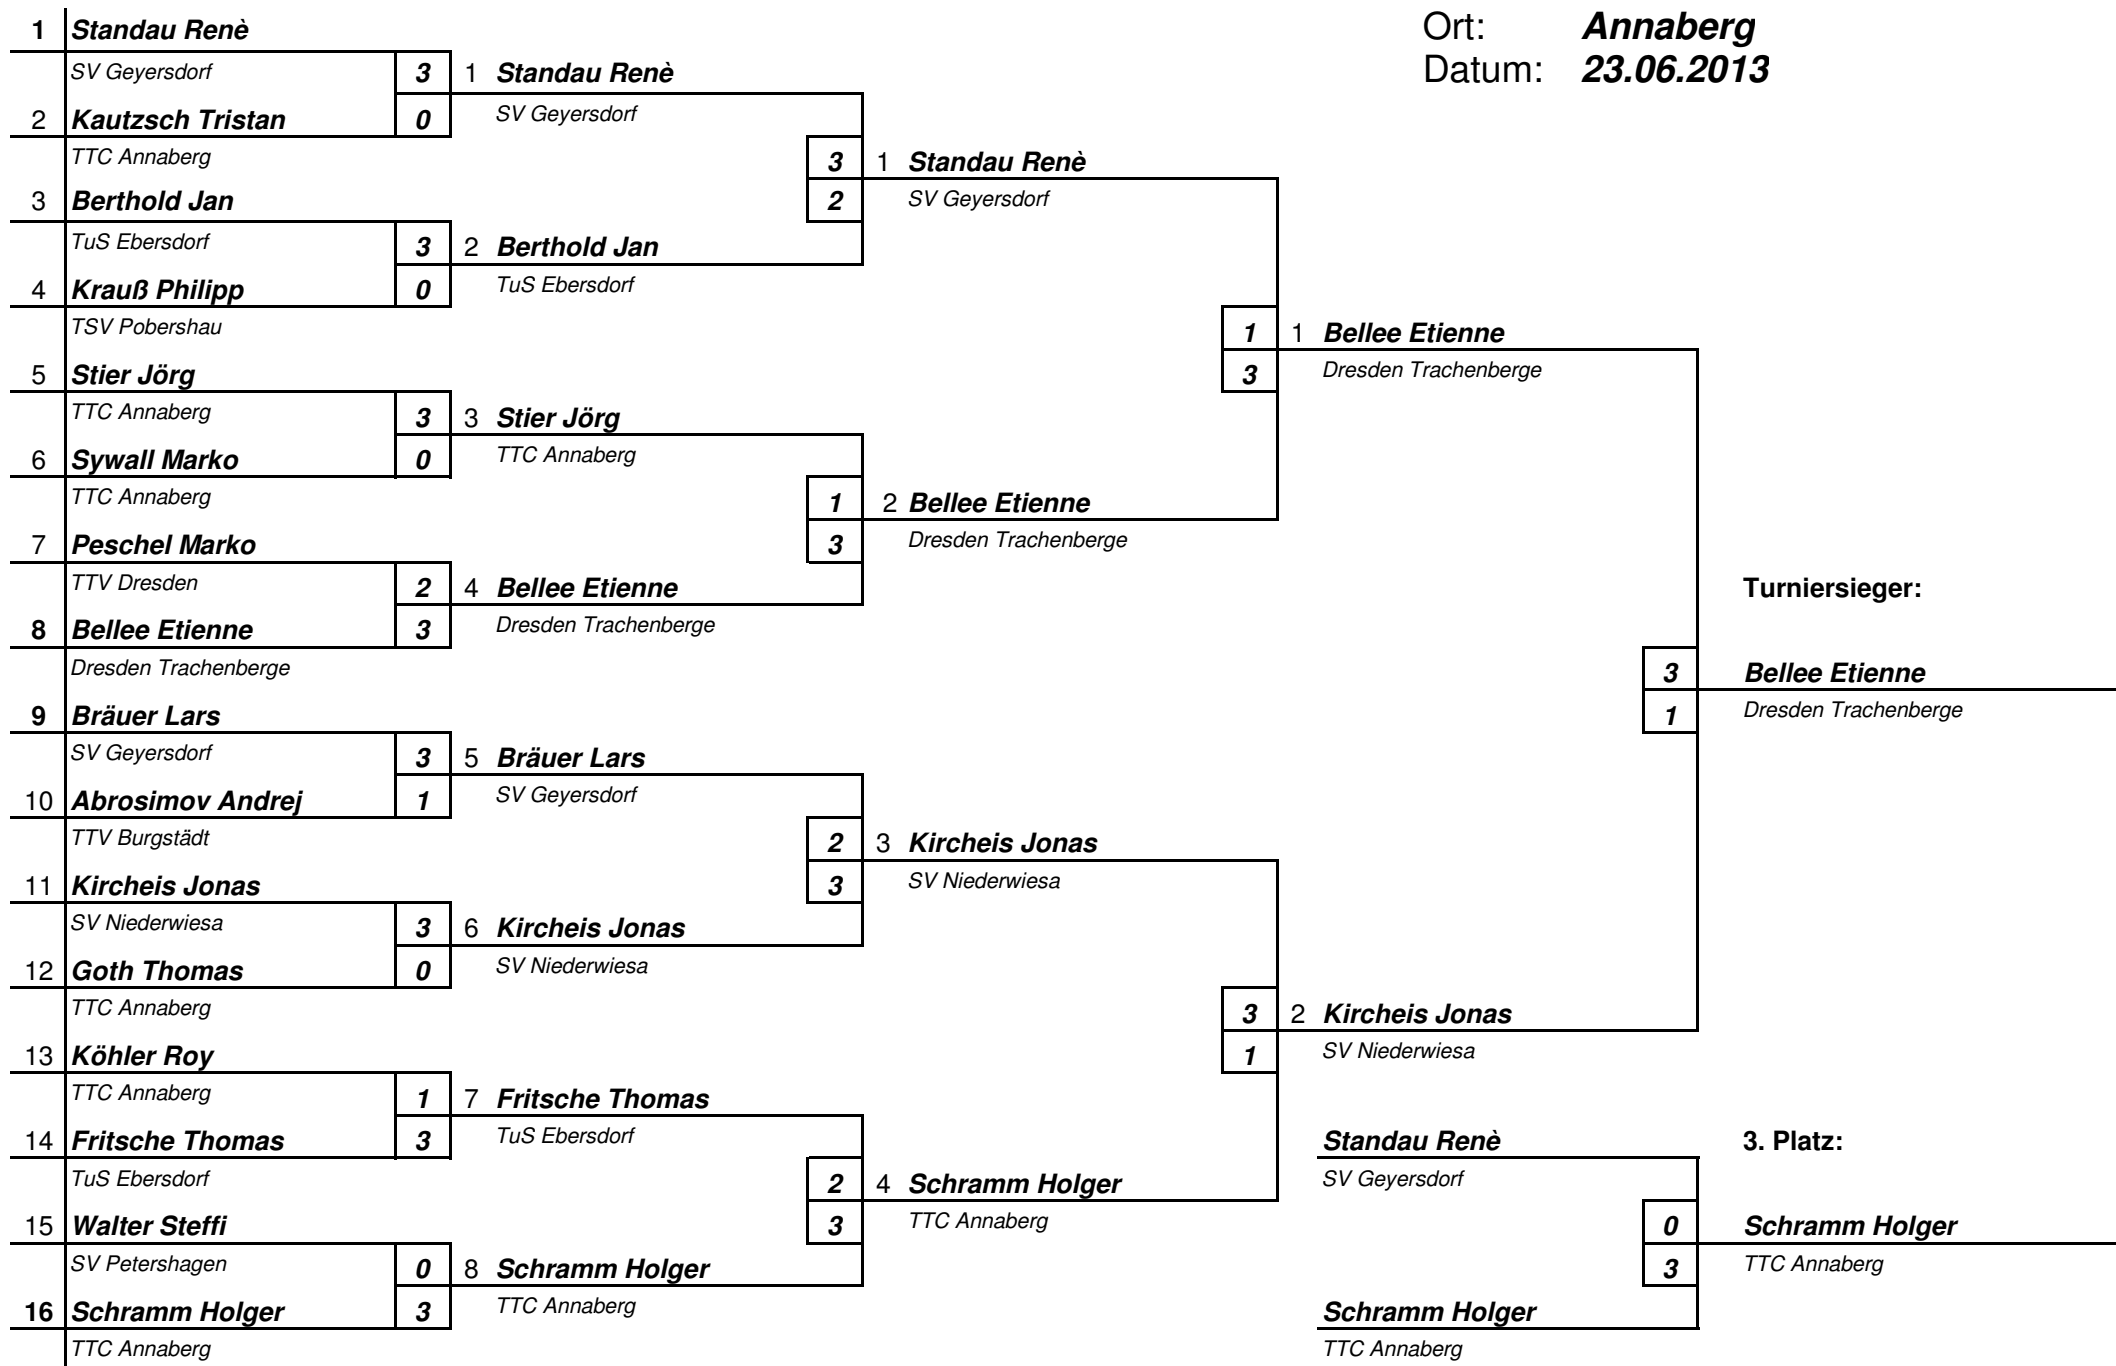 Ort: Annaberg
Datum: 23.06.2013
1 Standau Renè
SV Geyersdorf 3 1 Standau Renè
2 Kautzsch Tristan 0 SV Geyersdorf
TTC Annaberg 3 1 Standau Renè
3 Berthold Jan 2 SV Geyersdorf
TuS Ebersdorf 3 2 Berthold Jan
4 Krauß Philipp 0 TuS Ebersdorf
TSV Pobershau 1 1 Bellee Etienne
5 Stier Jörg 3 Dresden Trachenberge
TTC Annaberg 3 3 Stier Jörg
6 Sywall Marko 0 TTC Annaberg
TTC Annaberg 1 2 Bellee Etienne
7 Peschel Marko 3 Dresden Trachenberge
TTV Dresden 2 4 Bellee Etienne Turniersieger:
8 Bellee Etienne 3 Dresden Trachenberge
Dresden Trachenberge 3 Bellee Etienne
9 Bräuer Lars 1 Dresden Trachenberge
SV Geyersdorf 3 5 Bräuer Lars
10 Abrosimov Andrej 1 SV Geyersdorf
TTV Burgstädt 2 3 Kircheis Jonas
11 Kircheis Jonas 3 SV Niederwiesa
SV Niederwiesa 3 6 Kircheis Jonas
12 Goth Thomas 0 SV Niederwiesa
TTC Annaberg 3 2 Kircheis Jonas
13 Köhler Roy 1 SV Niederwiesa
TTC Annaberg 1 7 Fritsche Thomas
14 Fritsche Thomas 3 TuS Ebersdorf Standau Renè 3. Platz:
TuS Ebersdorf 2 4 Schramm Holger SV Geyersdorf
15 Walter Steffi 3 TTC Annaberg 0 Schramm Holger
SV Petershagen 0 8 Schramm Holger 3 TTC Annaberg
16 Schramm Holger 3 TTC Annaberg Schramm Holger
TTC Annaberg TTC Annaberg